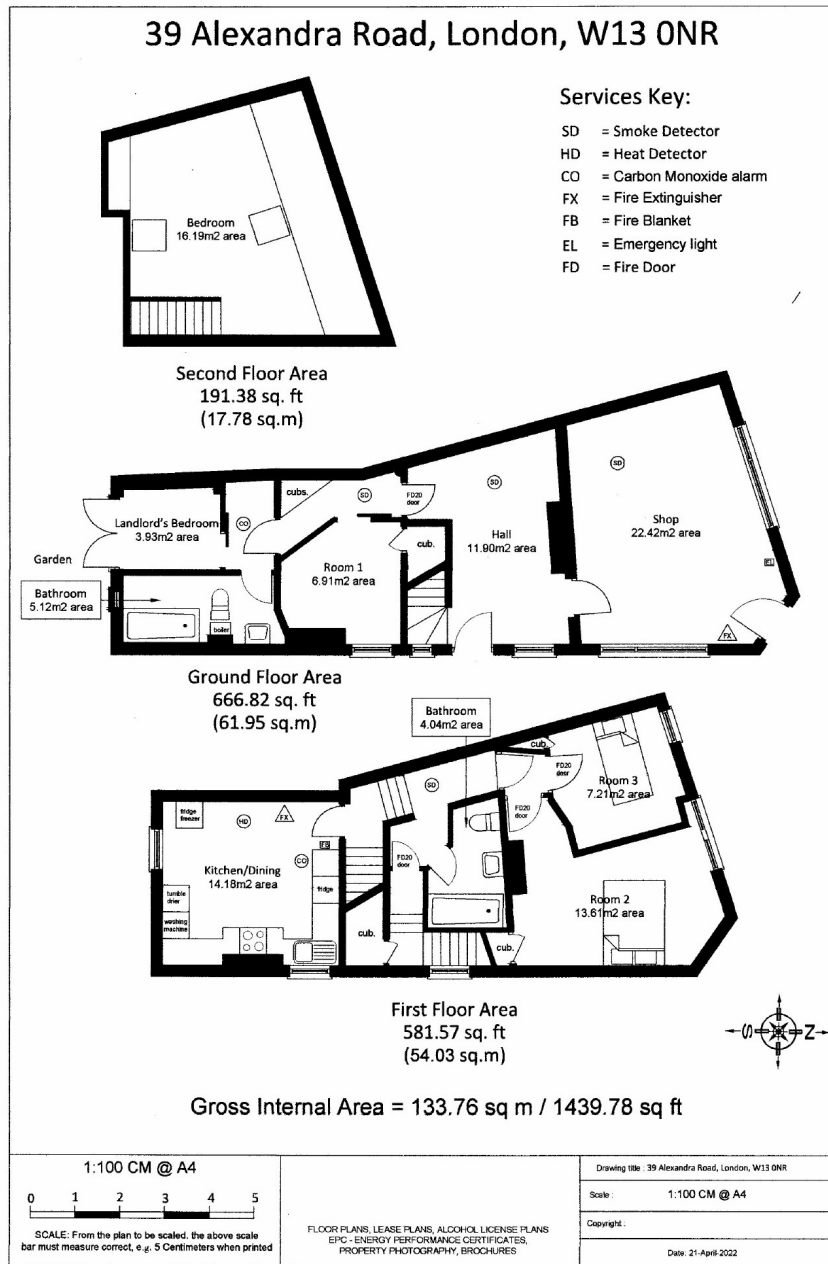 39 Alexandra Road, London, W13 0NR
Services Key:
SD = Smoke Detector
HD = Heat Detector
CO = Carbon Monoxide alarm
FX = Fire Extinguisher
FB = Fire Blanket
EL = Emergency light
FD = Fire Door
Bedroom
16.19m2 area
Second Floor Area
191.38 sq. ft
(17.78 sq.m)
cubs.
SD
FD20
door
SD
SD
Landlord's Bedroom
3.93m2 area
CO
Hall
11.90m2 area
Shop
22.42m2 area
cub.
Garden
Room 1
6.91m2 area
EL
Bathroom
5.12m2 area
boiler
FX
Ground Floor Area
666.82 sq. ft
(61.95 sq.m)
Bathroom
4.04m2 area
cub.
FD20
door
SD
Room 3
7.21m2 area
fridge
freezer
HD
FX
FD20
door
FB
CO
FD20
door
Kitchen/Dining
14.18m2 area
fridge
tumble
drier
washing
machine
Room 2
13.61m2 area
cub.
cub.
First Floor Area
581.57 sq. ft
(54.03 sq.m)
S N
Gross Internal Area = 133.76 sq m / 1439.78 sq ft
1:100 CM @ A4
0 1 2 3 4 5
SCALE: From the plan to be scaled. the above scale
bar must measure correct, e.g. 5 Centimeters when printed
FLOOR PLANS, LEASE PLANS, ALCOHOL LICENSE PLANS
EPC - ENERGY PERFORMANCE CERTIFICATES,
PROPERTY PHOTOGRAPHY, BROCHURES
Drawing title : 39 Alexandra Road, London, W13 0NR
Scale : 1:100 CM @ A4
Copyright :
Date: 21-April-2022